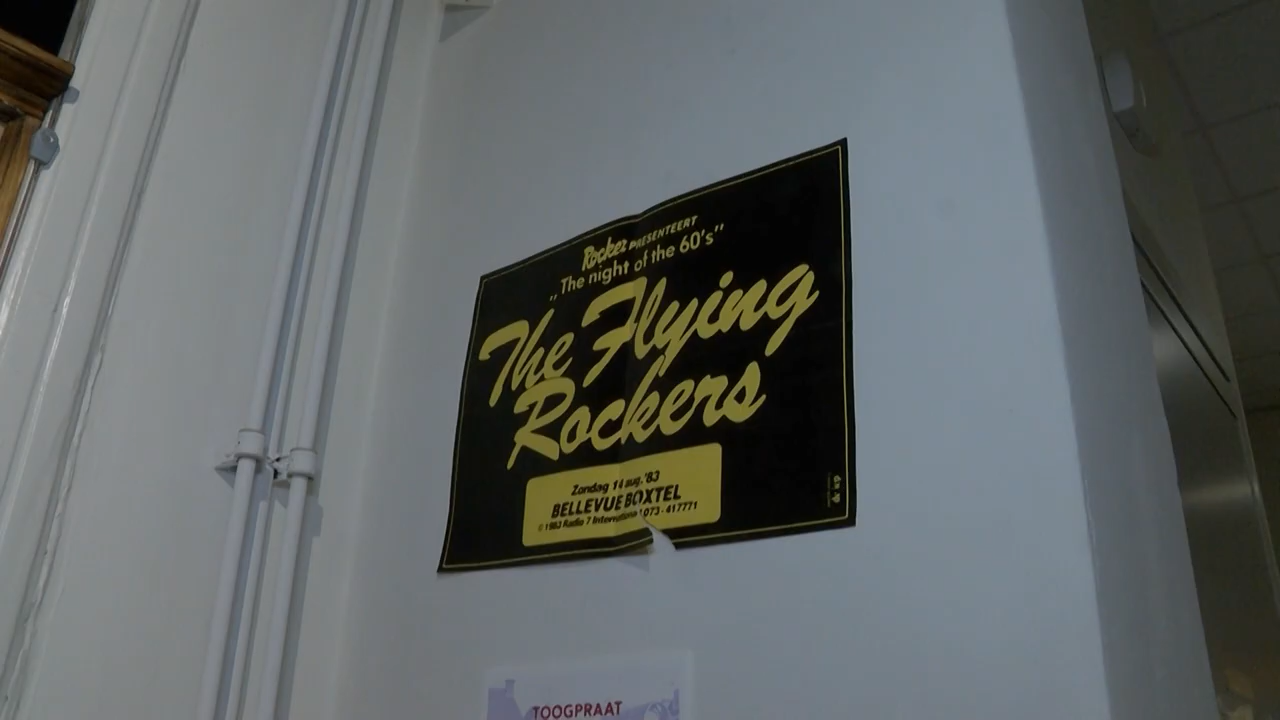 Rocker PRESENTEERT
„The night of the 60's"
The Flying
Rockers
Zondag 14 aug. '83
BELLEVUE BOXTEL
© 1983 Radio 7 International 073-417771
TOOGPRAAT